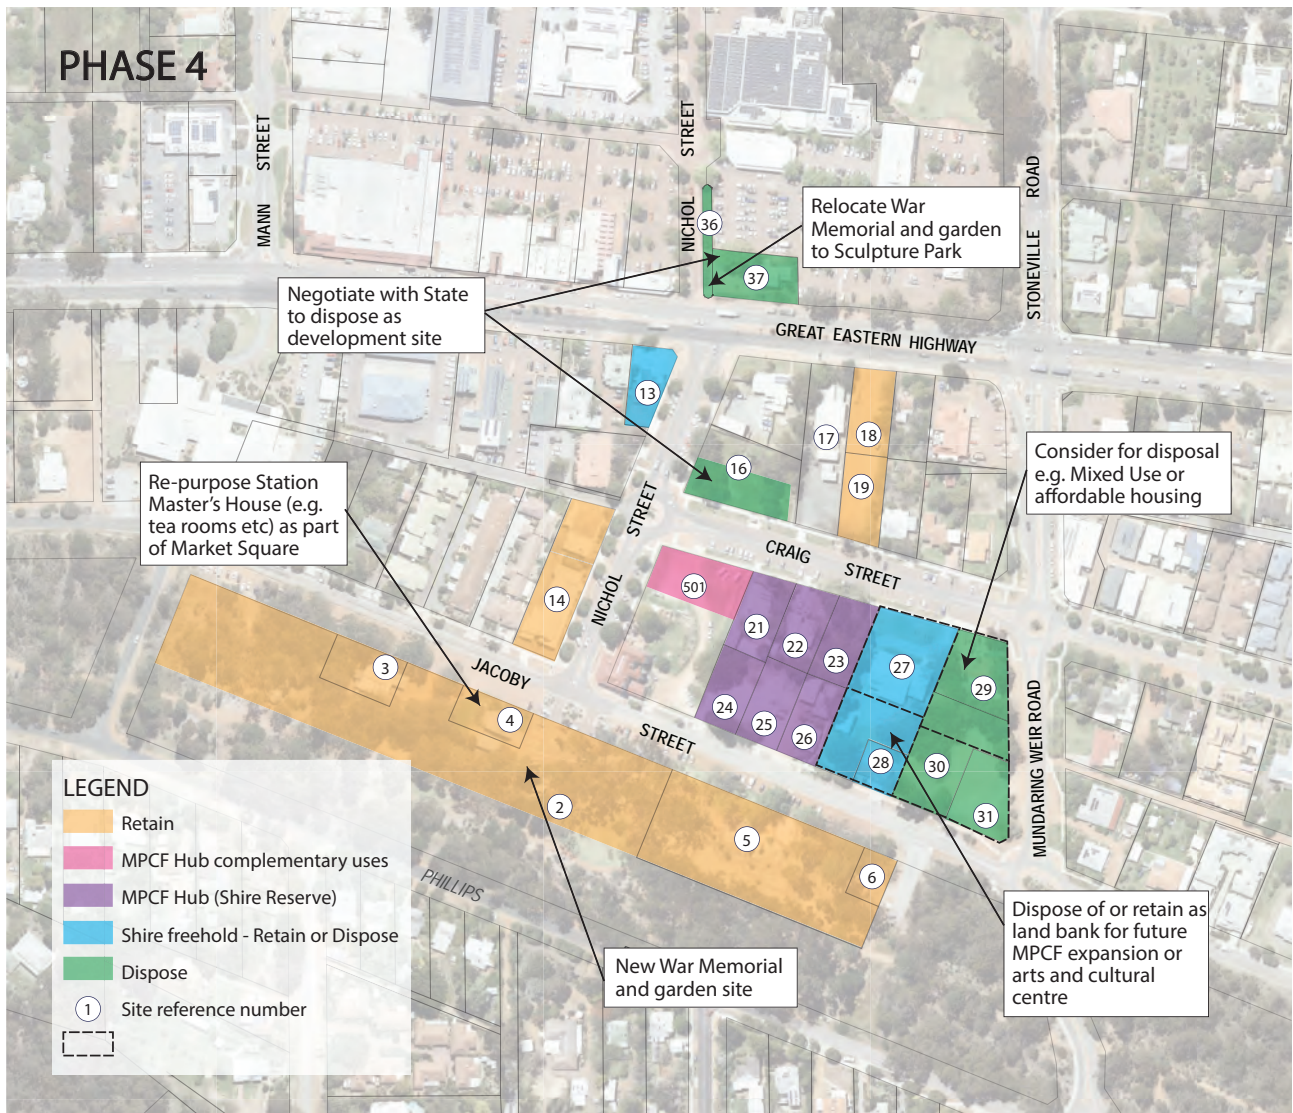 PHASE 4
MANN STREET
NICHOL STREET
STONEVILLE ROAD
36
Relocate War
Memorial and garden
to Sculpture Park
37
Negotiate with State
to dispose as
development site
GREAT EASTERN HIGHWAY
13
17
18
16
19
Consider for disposal
e.g. Mixed Use or
affordable housing
Re-purpose Station
Master's House (e.g.
tea rooms etc) as part
of Market Square
NICHOL STREET
CRAIG STREET
14
501
21
22
23
27
29
3
4
JACOBY STREET
24
25
26
28
30
31
MUNDARING WEIR ROAD
2
5
6
PHILLIPS
LEGEND
Retain
MPCF Hub complementary uses
MPCF Hub (Shire Reserve)
Shire freehold - Retain or Dispose
Dispose
1 Site reference number
New War Memorial
and garden site
Dispose of or retain as
land bank for future
MPCF expansion or
arts and cultural
centre